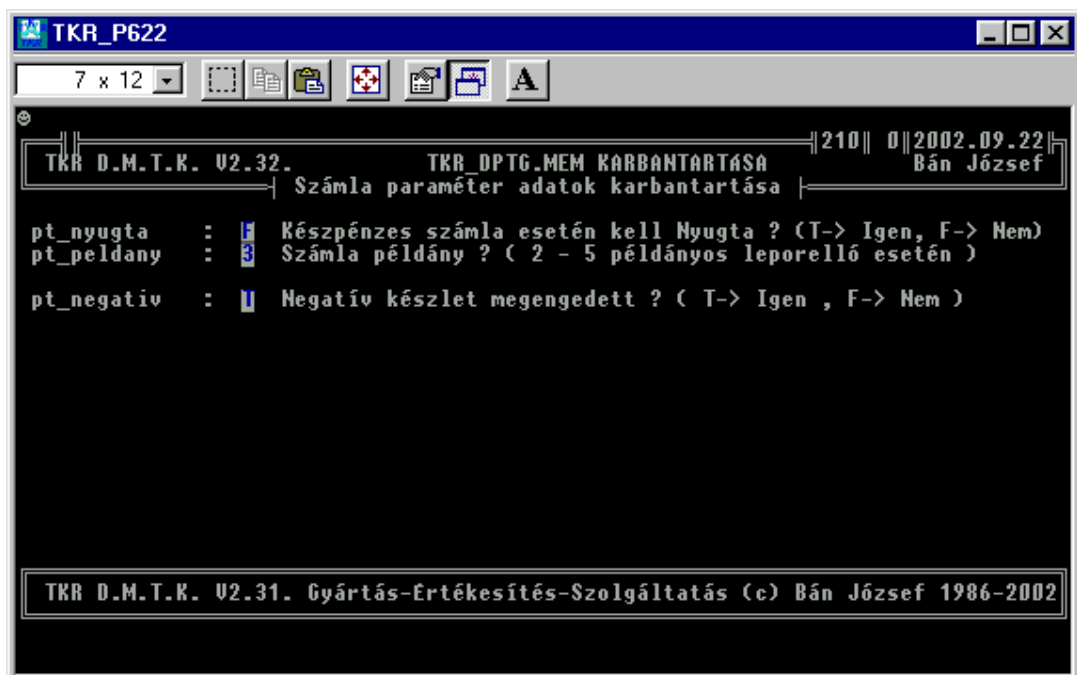 TKR_P622
7 x 12
A
210 0 2002.09.22
TKR D.M.T.K. V2.32. TKR_DPTG.MEM KARBANTARTÁSA Bán József
Számla paraméter adatok karbantartása
pt_nyugta : F Készpénzes számla esetén kell Nyugta ? (T-> Igen, F-> Nem)
pt_peldany : 3 Számla példány ? ( 2 - 5 példányos leporelló esetén )
pt_negativ : T Negatív készlet megengedett ? ( T-> Igen , F-> Nem )
TKR D.M.T.K. V2.31. Gyártás-Értékesítés-Szolgáltatás (c) Bán József 1986-2002